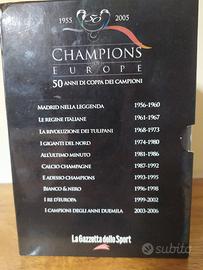 1955 2005
CHAMPIONS
OF
EUROPE
50 ANNI DI COPPA DEI CAMPIONI
MADRID NELLA LEGGENDA 1956-1960
LE REGINE ITALIANE 1961-1967
LA RIVOLUZIONE DEI TULIPANI 1968-1973
I GIGANTI DEL NORD 1974-1980
ALL'ULTIMO MINUTO 1981-1986
CALCIO CHAMPAGNE 1987-1992
E ADESSO CHAMPIONS 1993-1995
BIANCO & NERO 1996-1998
I RE D'EUROPA 1999-2002
I CAMPIONI DEGLI ANNI DUEMILA 2003-2006
La Gazzetta dello Sport
subito